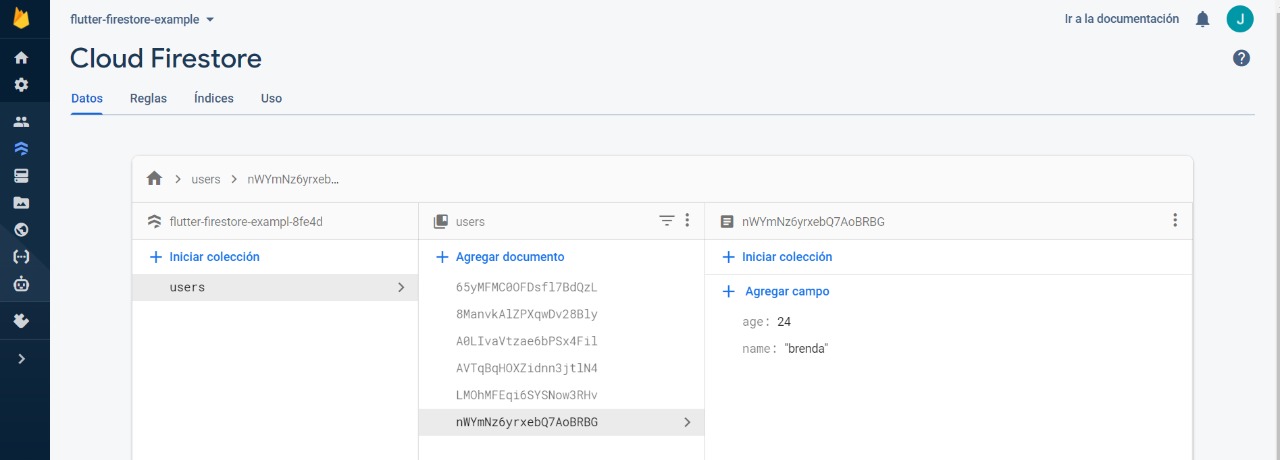 flutter-firestore-example
Ir a la documentación
J
Cloud Firestore
?
Datos Reglas Índices Uso
users nWYmNz6yrxeb...
flutter-firestore-exampl-8fe4d
+ Iniciar colección
users
users
+ Agregar documento
65yMFMC0OFDsfl7BdQzL
8ManvkAlZPXqwDv28Bly
A0LIvaVtzae6bPSx4Fil
AVTqBqHOXZidnn3jtlN4
LMOhMFEqi6SYSNow3RHv
nWYmNz6yrxebQ7AoBRBG
nWYmNz6yrxebQ7AoBRBG
+ Iniciar colección
+ Agregar campo
age: 24
name: "brenda"